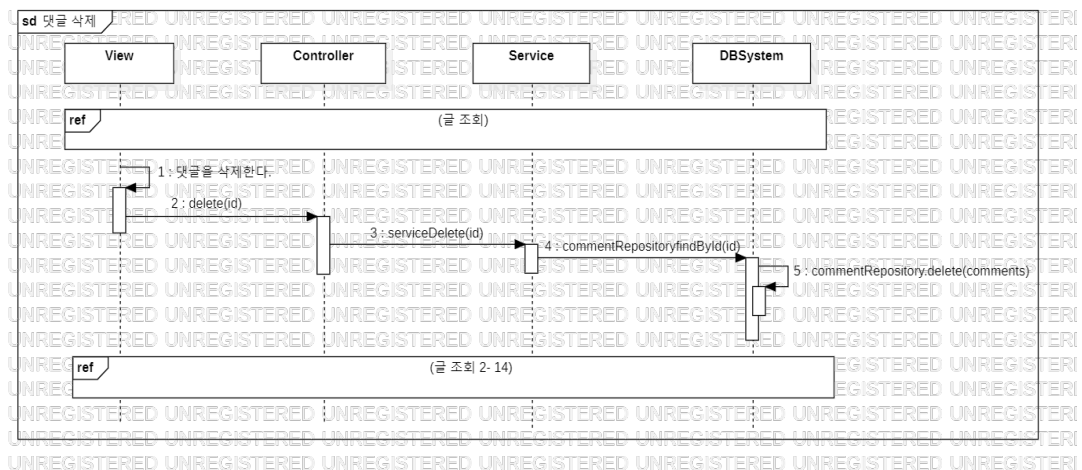 sd 댓글 삭제
View
Controller
Service
DBSystem
ref
(글 조회)
1 : 댓글을 삭제한다.
2 : delete(id)
3 : serviceDelete(id)
4 : commentRepositoryfindById(id)
5 : commentRepository.delete(comments)
ref
(글 조회 2- 14)
UNREGISTERED